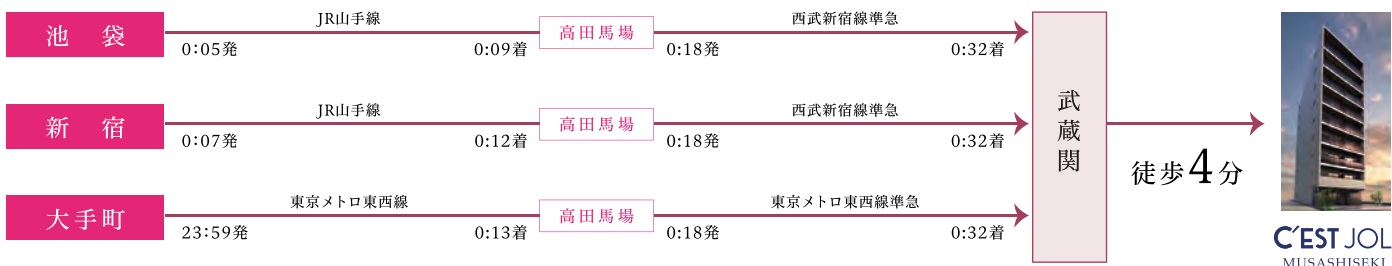 池袋
JR山手線
0:05発
0:09着
高田馬場
西武新宿線準急
0:18発
0:32着
新宿
JR山手線
0:07発
0:12着
高田馬場
西武新宿線準急
0:18発
0:32着
大手町
東京メトロ東西線
23:59発
0:13着
高田馬場
東京メトロ東西線準急
0:18発
0:32着
武蔵関
徒歩4分
C'EST JOL
MUSASHISEKI